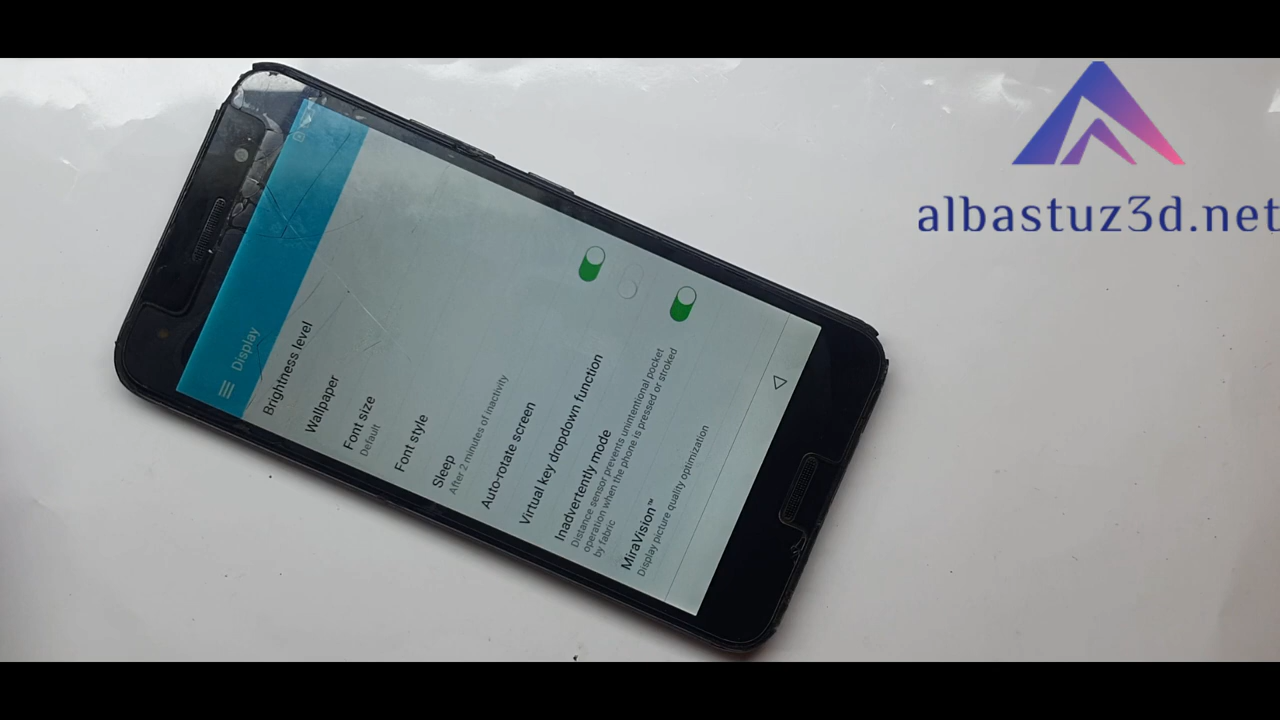 albastuz3d.net
Display
Brightness level
Wallpaper
Font size
Default
Font style
Sleep
After 2 minutes of inactivity
Auto-rotate screen
Virtual key dropdown function
Inadvertently mode
Distance sensor prevents unintentional pocket
operation when the phone is pressed or stroked
by fabric
MiraVision™
Display picture quality optimization